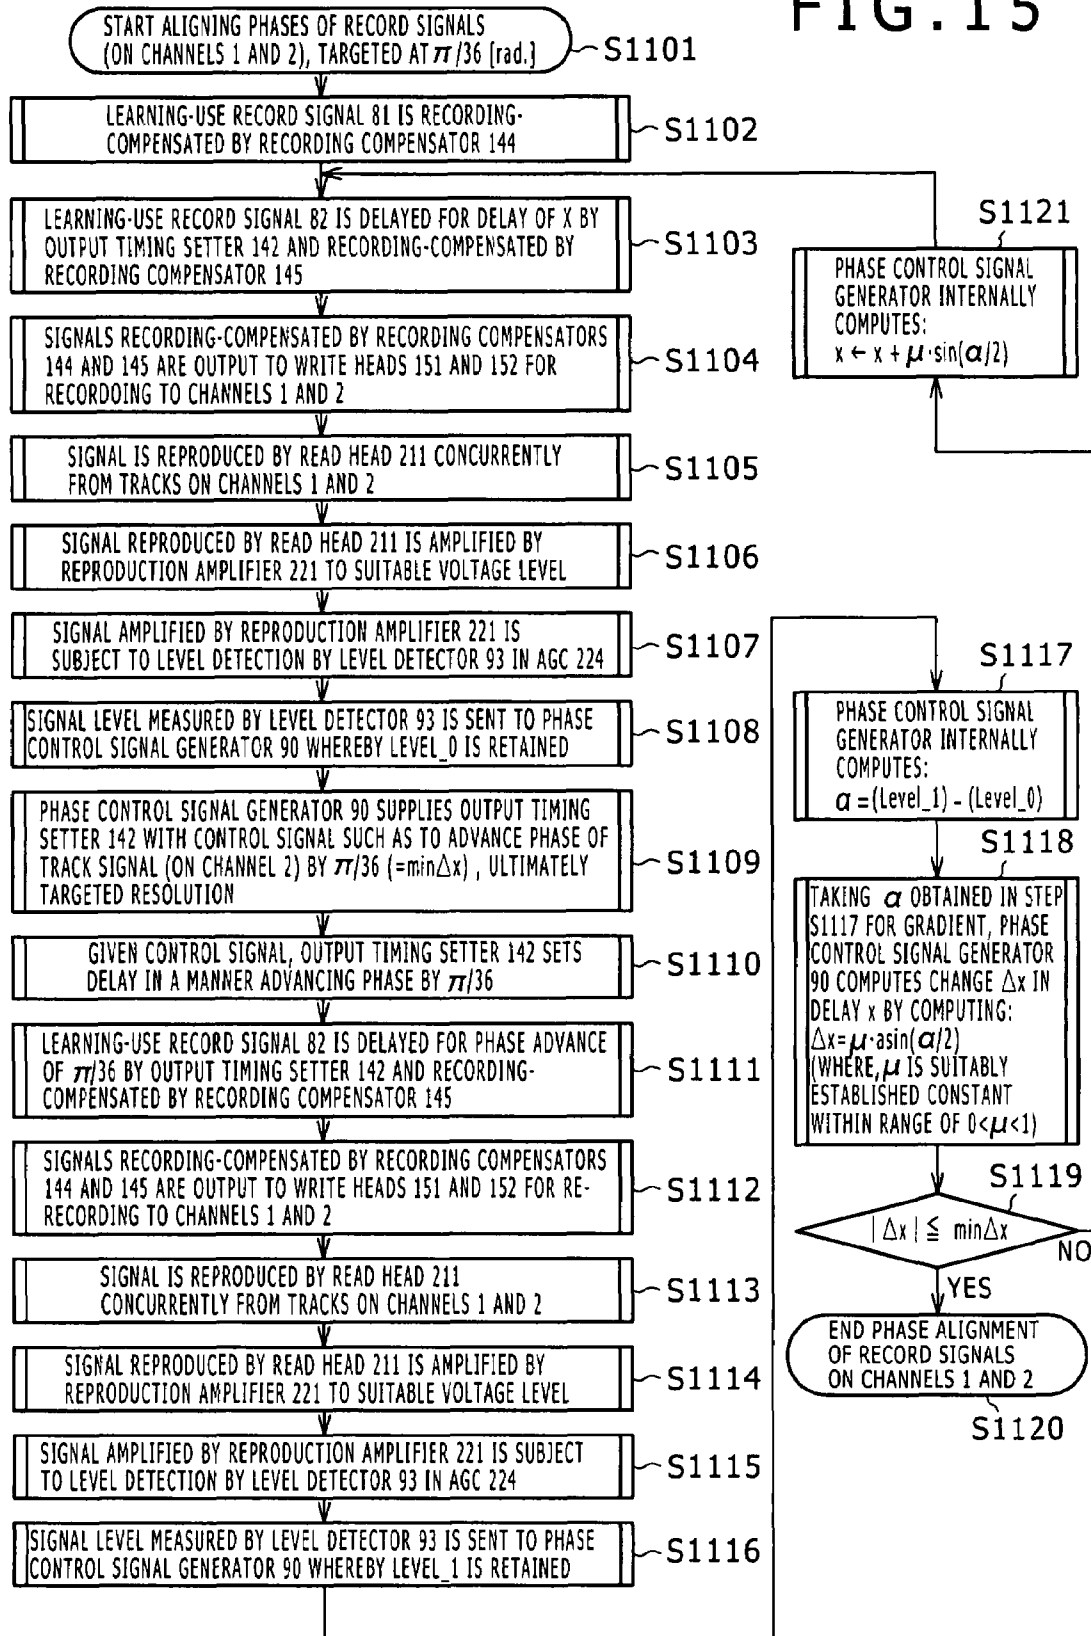 FIG.15
START ALIGNING PHASES OF RECORD SIGNALS
(ON CHANNELS 1 AND 2), TARGETED AT π/36 [rad.]
S1101
LEARNING-USE RECORD SIGNAL 81 IS RECORDING-
COMPENSATED BY RECORDING COMPENSATOR 144
S1102
LEARNING-USE RECORD SIGNAL 82 IS DELAYED FOR DELAY OF X BY
OUTPUT TIMING SETTER 142 AND RECORDING-COMPENSATED BY
RECORDING COMPENSATOR 145
S1103
SIGNALS RECORDING-COMPENSATED BY RECORDING COMPENSATORS
144 AND 145 ARE OUTPUT TO WRITE HEADS 151 AND 152 FOR
RECORDOING TO CHANNELS 1 AND 2
S1104
SIGNAL IS REPRODUCED BY READ HEAD 211 CONCURRENTLY
FROM TRACKS ON CHANNELS 1 AND 2
S1105
SIGNAL REPRODUCED BY READ HEAD 211 IS AMPLIFIED BY
REPRODUCTION AMPLIFIER 221 TO SUITABLE VOLTAGE LEVEL
S1106
SIGNAL AMPLIFIED BY REPRODUCTION AMPLIFIER 221 IS
SUBJECT TO LEVEL DETECTION BY LEVEL DETECTOR 93 IN AGC 224
S1107
SIGNAL LEVEL MEASURED BY LEVEL DETECTOR 93 IS SENT TO PHASE
CONTROL SIGNAL GENERATOR 90 WHEREBY LEVEL_0 IS RETAINED
S1108
PHASE CONTROL SIGNAL GENERATOR 90 SUPPLIES OUTPUT TIMING
SETTER 142 WITH CONTROL SIGNAL SUCH AS TO ADVANCE PHASE OF
TRACK SIGNAL (ON CHANNEL 2) BY π/36 (=minΔx) , ULTIMATELY
TARGETED RESOLUTION
S1109
GIVEN CONTROL SIGNAL, OUTPUT TIMING SETTER 142 SETS
DELAY IN A MANNER ADVANCING PHASE BY π/36
S1110
LEARNING-USE RECORD SIGNAL 82 IS DELAYED FOR PHASE ADVANCE
OF π/36 BY OUTPUT TIMING SETTER 142 AND RECORDING-
COMPENSATED BY RECORDING COMPENSATOR 145
S1111
SIGNALS RECORDING-COMPENSATED BY RECORDING COMPENSATORS
144 AND 145 ARE OUTPUT TO WRITE HEADS 151 AND 152 FOR RE-
RECORDING TO CHANNELS 1 AND 2
S1112
SIGNAL IS REPRODUCED BY READ HEAD 211
CONCURRENTLY FROM TRACKS ON CHANNELS 1 AND 2
S1113
SIGNAL REPRODUCED BY READ HEAD 211 IS AMPLIFIED BY
REPRODUCTION AMPLIFIER 221 TO SUITABLE VOLTAGE LEVEL
S1114
SIGNAL AMPLIFIED BY REPRODUCTION AMPLIFIER 221 IS SUBJECT
TO LEVEL DETECTION BY LEVEL DETECTOR 93 IN AGC 224
S1115
SIGNAL LEVEL MEASURED BY LEVEL DETECTOR 93 IS SENT TO PHASE
CONTROL SIGNAL GENERATOR 90 WHEREBY LEVEL_1 IS RETAINED
S1116
S1117
PHASE CONTROL SIGNAL
GENERATOR INTERNALLY
COMPUTES:
α =(Level_1) - (Level_0)
S1118
TAKING α OBTAINED IN STEP
S1117 FOR GRADIENT, PHASE
CONTROL SIGNAL GENERATOR
90 COMPUTES CHANGE Δx IN
DELAY x BY COMPUTING:
Δx=μ·asin(α/2)
(WHERE, μ IS SUITABLY
ESTABLISHED CONSTANT
WITHIN RANGE OF 0<μ<1)
S1119
|Δx| ≦ minΔx
NO
YES
END PHASE ALIGNMENT
OF RECORD SIGNALS
ON CHANNELS 1 AND 2
S1120
S1121
PHASE CONTROL SIGNAL
GENERATOR INTERNALLY
COMPUTES:
x ← x + μ·sin(α/2)